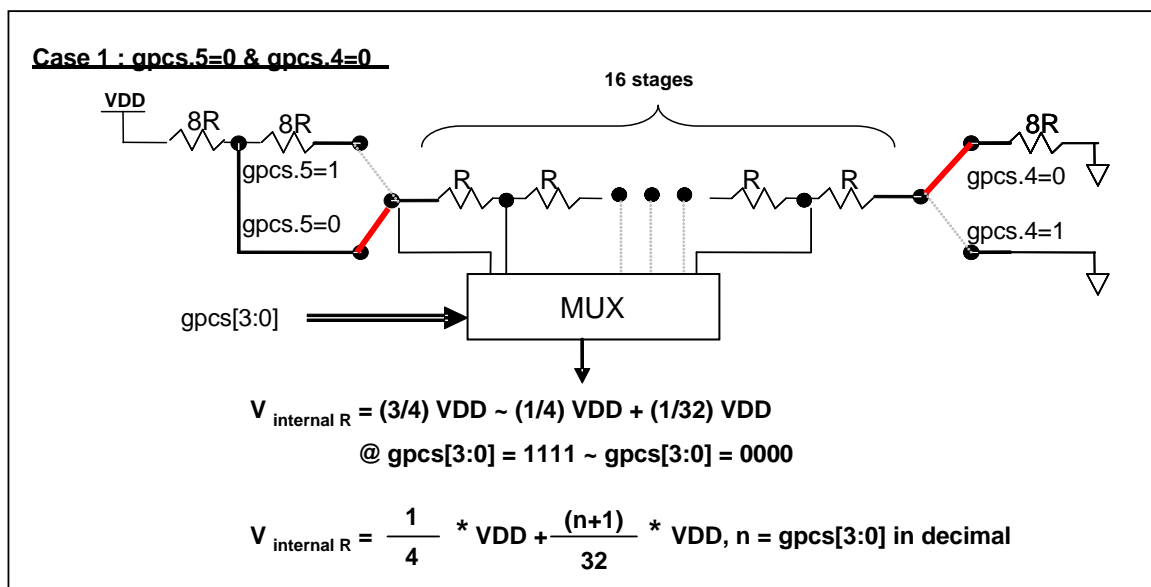 Case 1 : gpcs.5=0 & gpcs.4=0
16 stages
VDD
8R 8R 8R
gpcs.5=1 R R R R gpcs.4=0
gpcs.5=0 gpcs.4=1
gpcs[3:0] MUX
V internal R = (3/4) VDD ~ (1/4) VDD + (1/32) VDD
@ gpcs[3:0] = 1111 ~ gpcs[3:0] = 0000
V internal R = 1/4 * VDD + (n+1)/32 * VDD, n = gpcs[3:0] in decimal